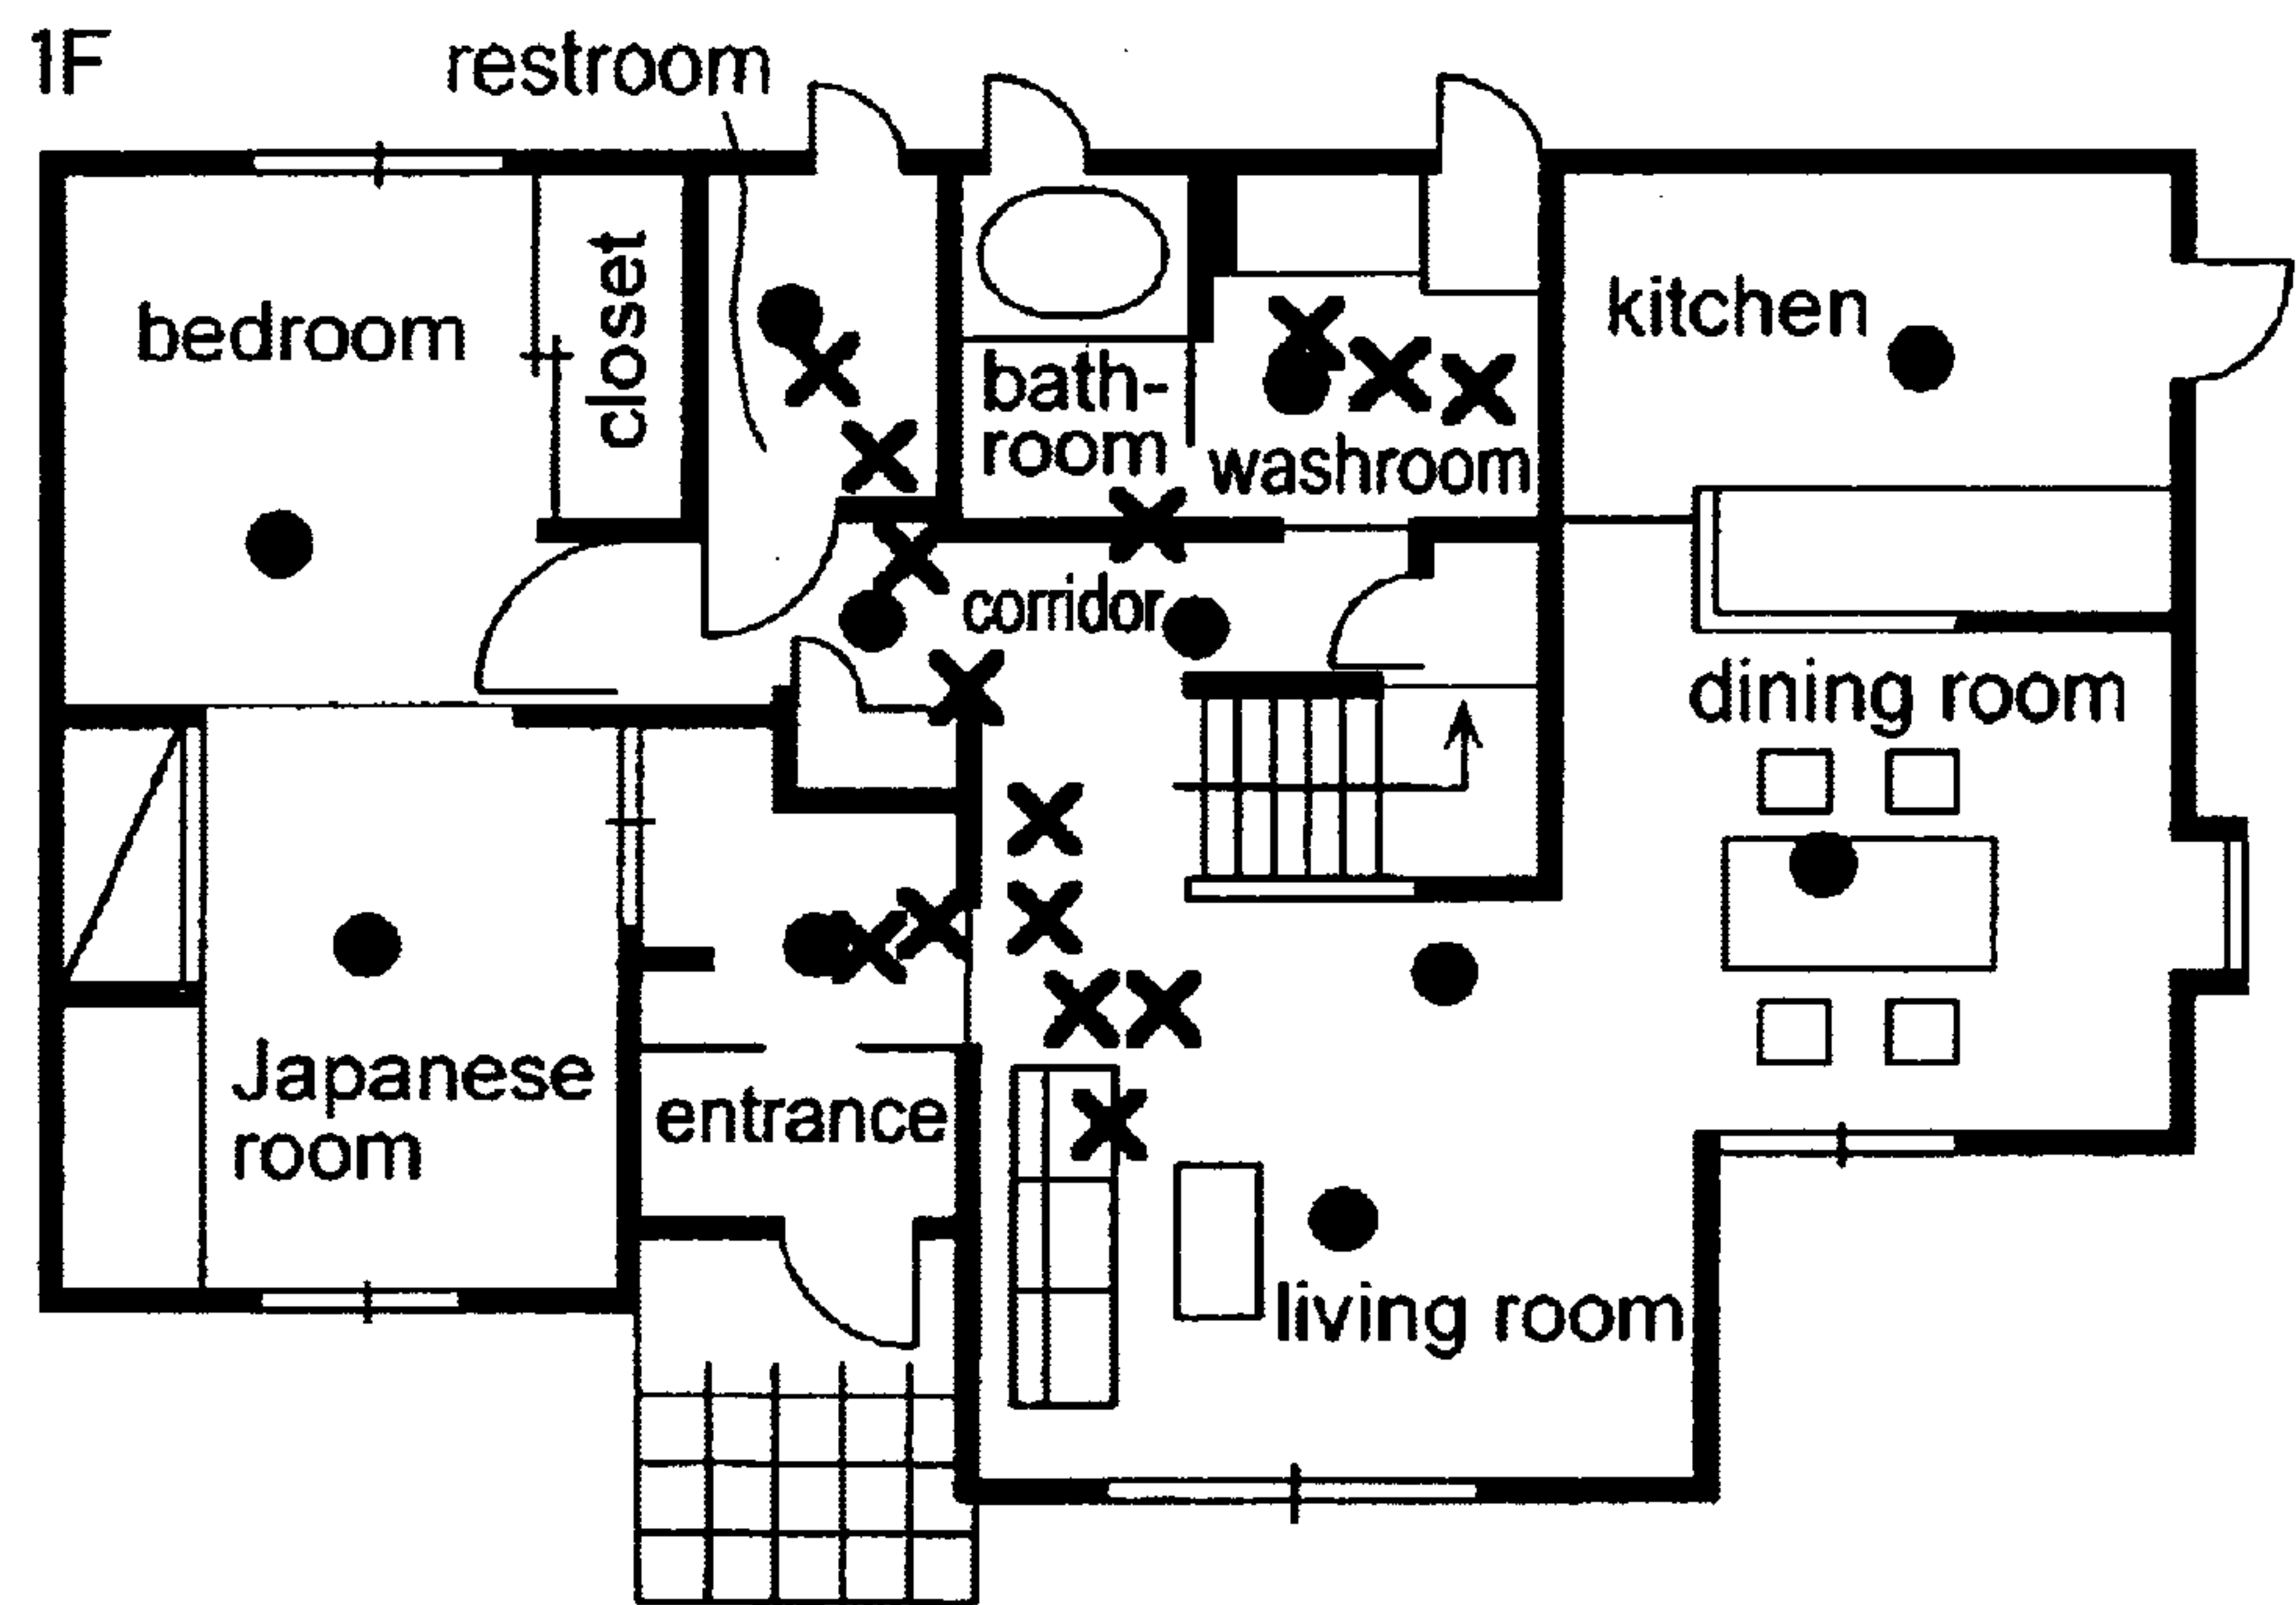 1F
restroom
bedroom
closet
bath-
room
washroom
kitchen
corridor
dining room
Japanese
room
entrance
living room